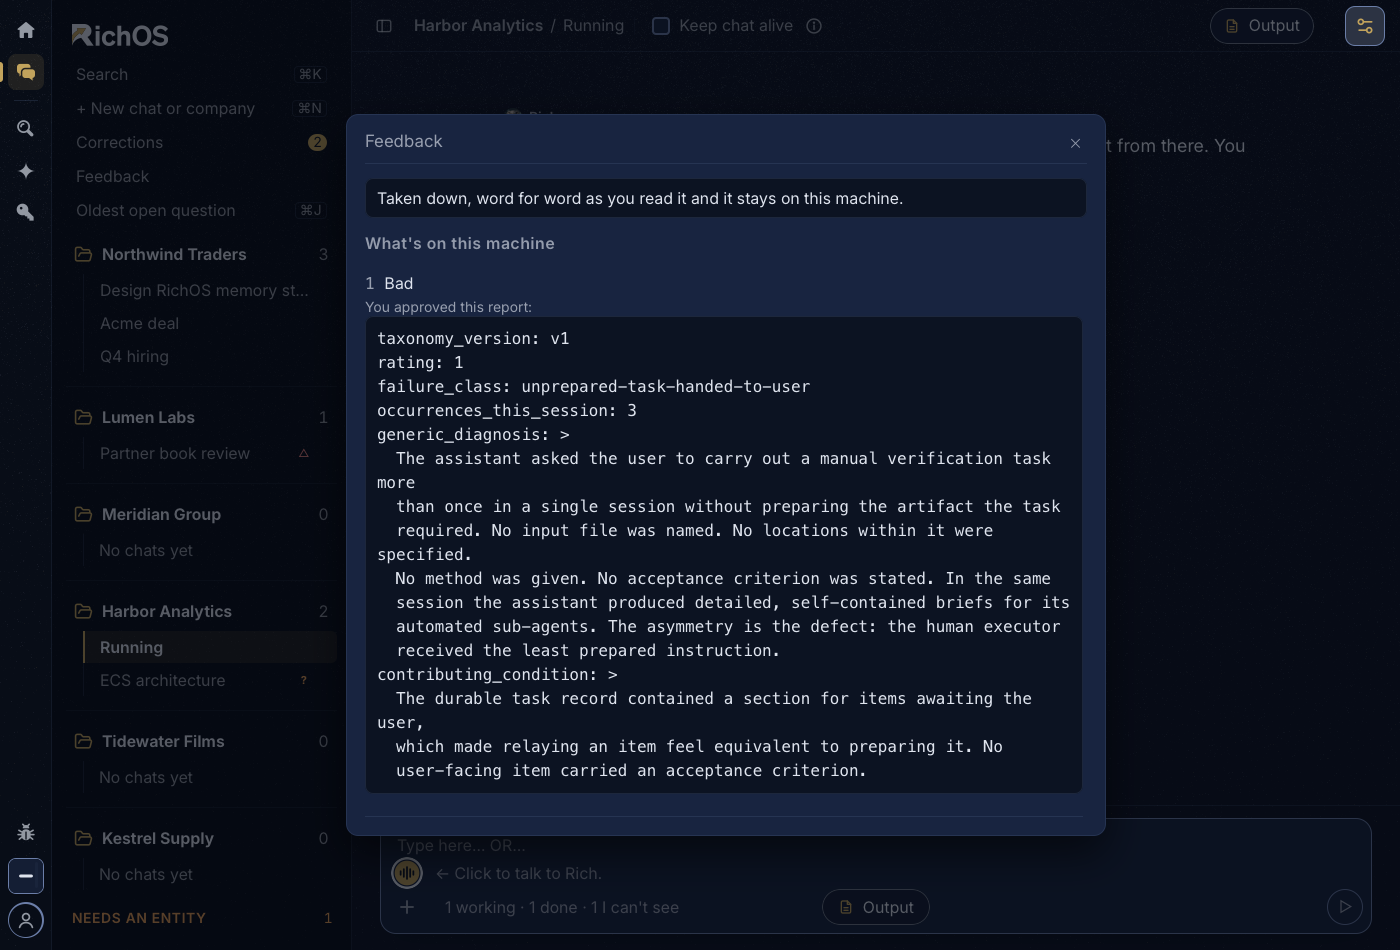 RichOS
Search ⌘K
+ New chat or company ⌘N
Corrections 2
Feedback
Oldest open question ⌘J
Northwind Traders 3
Design RichOS memory st...
Acme deal
Q4 hiring
Lumen Labs 1
Partner book review
Meridian Group 0
No chats yet
Harbor Analytics 2
Running
ECS architecture ?
Tidewater Films 0
No chats yet
Kestrel Supply 0
No chats yet
NEEDS AN ENTITY 1
Harbor Analytics / Running
Keep chat alive
Output
t from there. You
Feedback
Taken down, word for word as you read it and it stays on this machine.
What's on this machine
1 Bad
You approved this report:
taxonomy_version: v1
rating: 1
failure_class: unprepared-task-handed-to-user
occurrences_this_session: 3
generic_diagnosis: >
The assistant asked the user to carry out a manual verification task
more
than once in a single session without preparing the artifact the task
required. No input file was named. No locations within it were
specified.
No method was given. No acceptance criterion was stated. In the same
session the assistant produced detailed, self-contained briefs for its
automated sub-agents. The asymmetry is the defect: the human executor
received the least prepared instruction.
contributing_condition: >
The durable task record contained a section for items awaiting the
user,
which made relaying an item feel equivalent to preparing it. No
user-facing item carried an acceptance criterion.
Type here... OR...
← Click to talk to Rich.
1 working · 1 done · 1 I can't see
Output